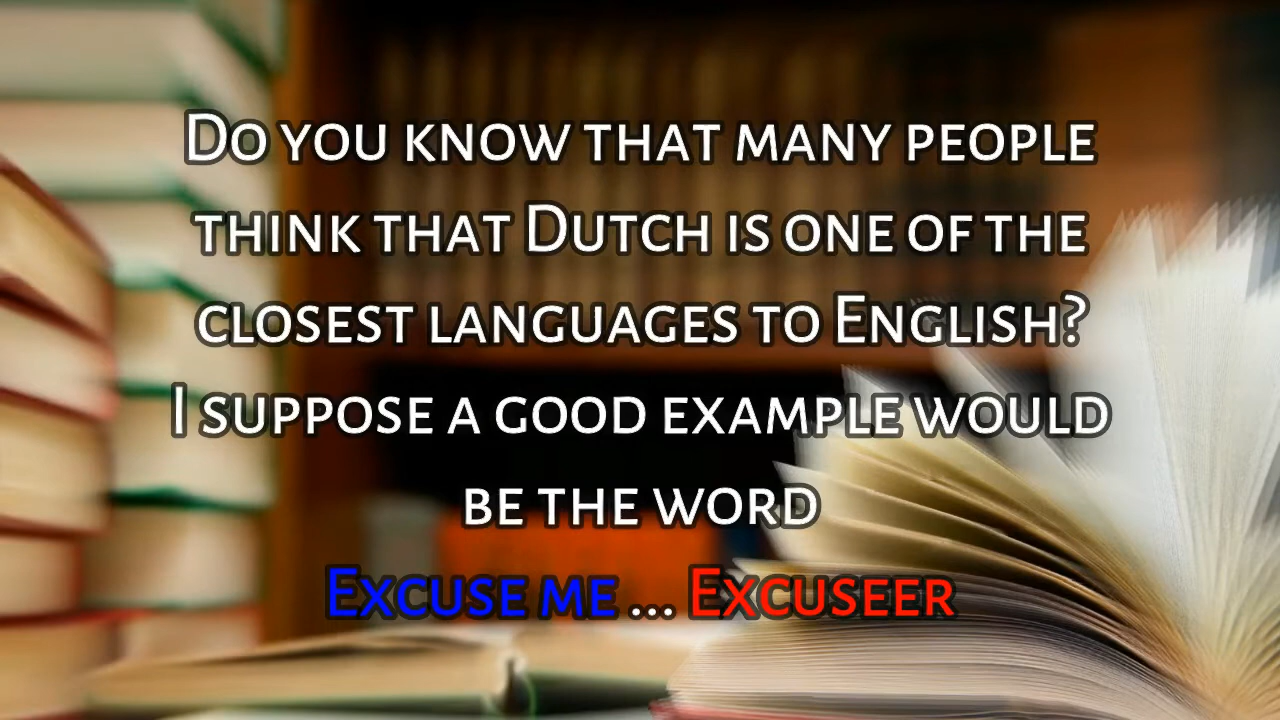 Do you know that many people
think that Dutch is one of the
closest languages to English?
I suppose a good example would
be the word
Excuse me ... Excuseer